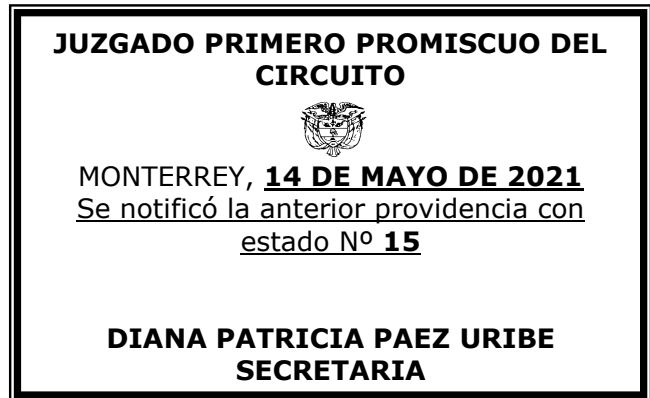 JUZGADO PRIMERO PROMISCUO DEL
CIRCUITO
MONTERREY, 14 DE MAYO DE 2021
Se notificó la anterior providencia con
estado Nº 15
DIANA PATRICIA PAEZ URIBE
SECRETARIA